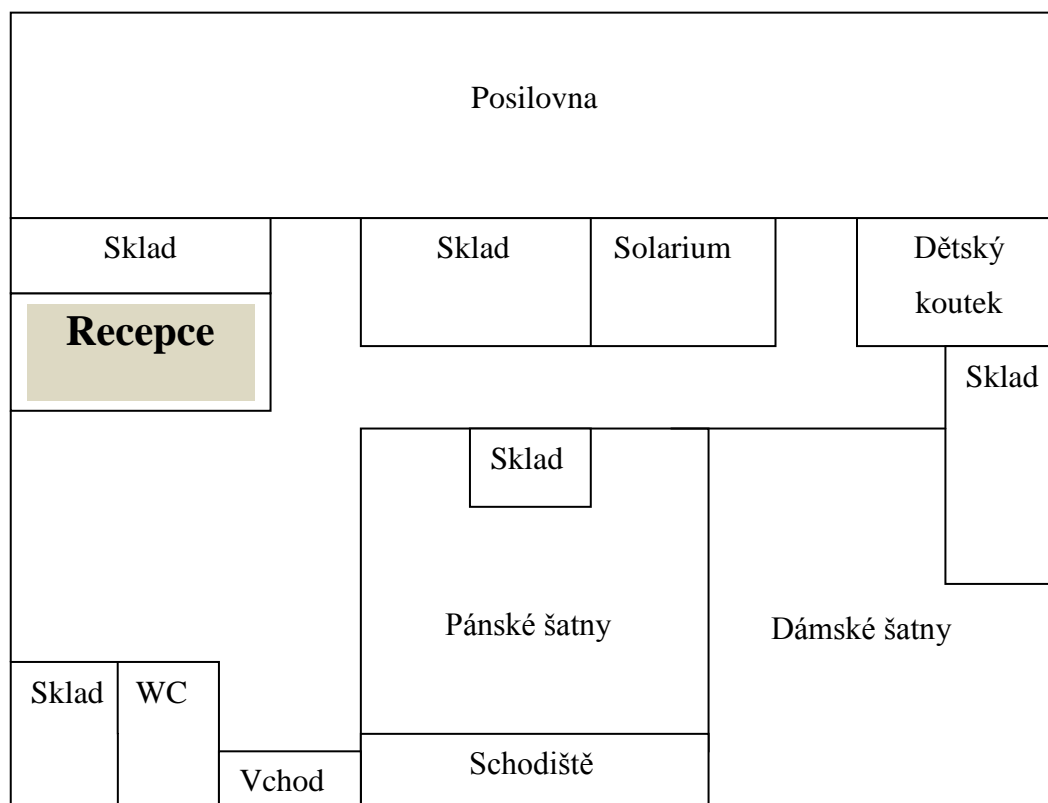 Posilovna
Sklad
Sklad
Solarium
Dětský
koutek
Recepce
Sklad
Sklad
Pánské šatny
Dámské šatny
Sklad
WC
Vchod
Schodiště